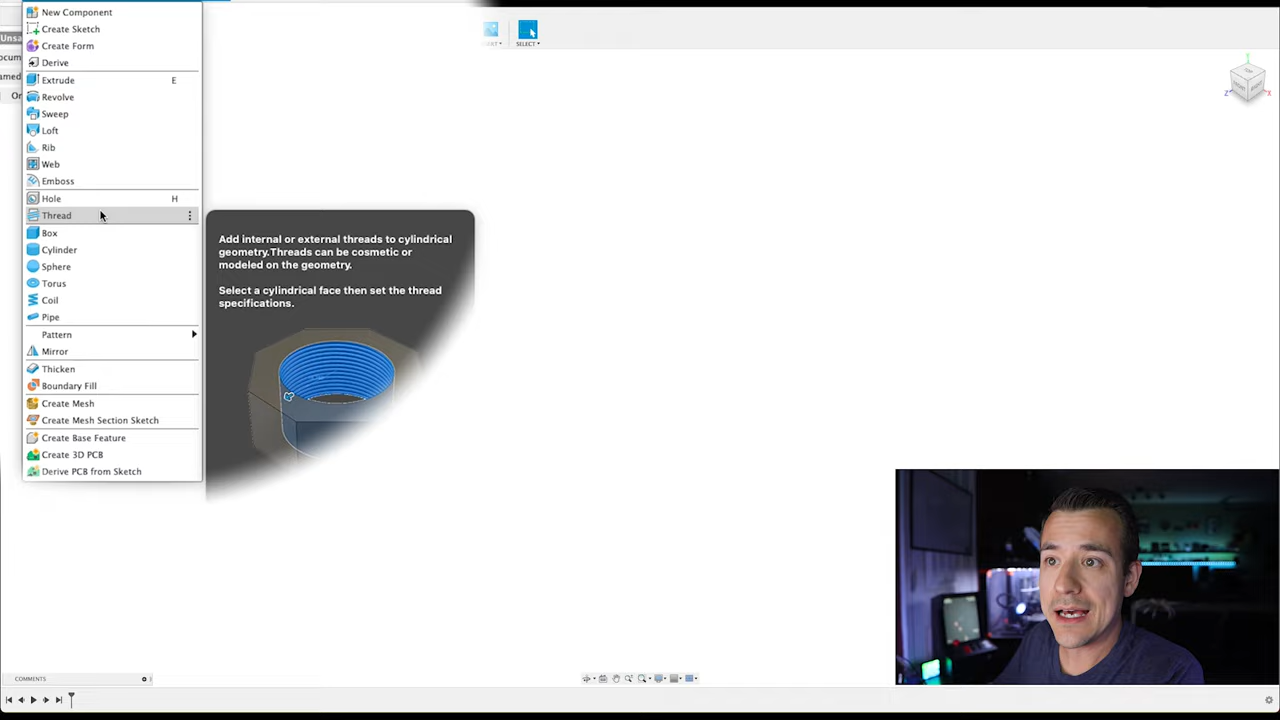 New Component
Create Sketch
Create Form
Derive
Extrude E
Revolve
Sweep
Loft
Rib
Web
Emboss
Hole H
Thread
Box
Cylinder
Sphere
Torus
Coil
Pipe
Pattern
Mirror
Thicken
Boundary Fill
Create Mesh
Create Mesh Section Sketch
Create Base Feature
Create 3D PCB
Derive PCB from Sketch
Add internal or external threads to cylindrical
geometry.Threads can be cosmetic or
modeled on the geometry.
Select a cylindrical face then set the thread
specifications.
SELECT
Z
X
COMMENTS